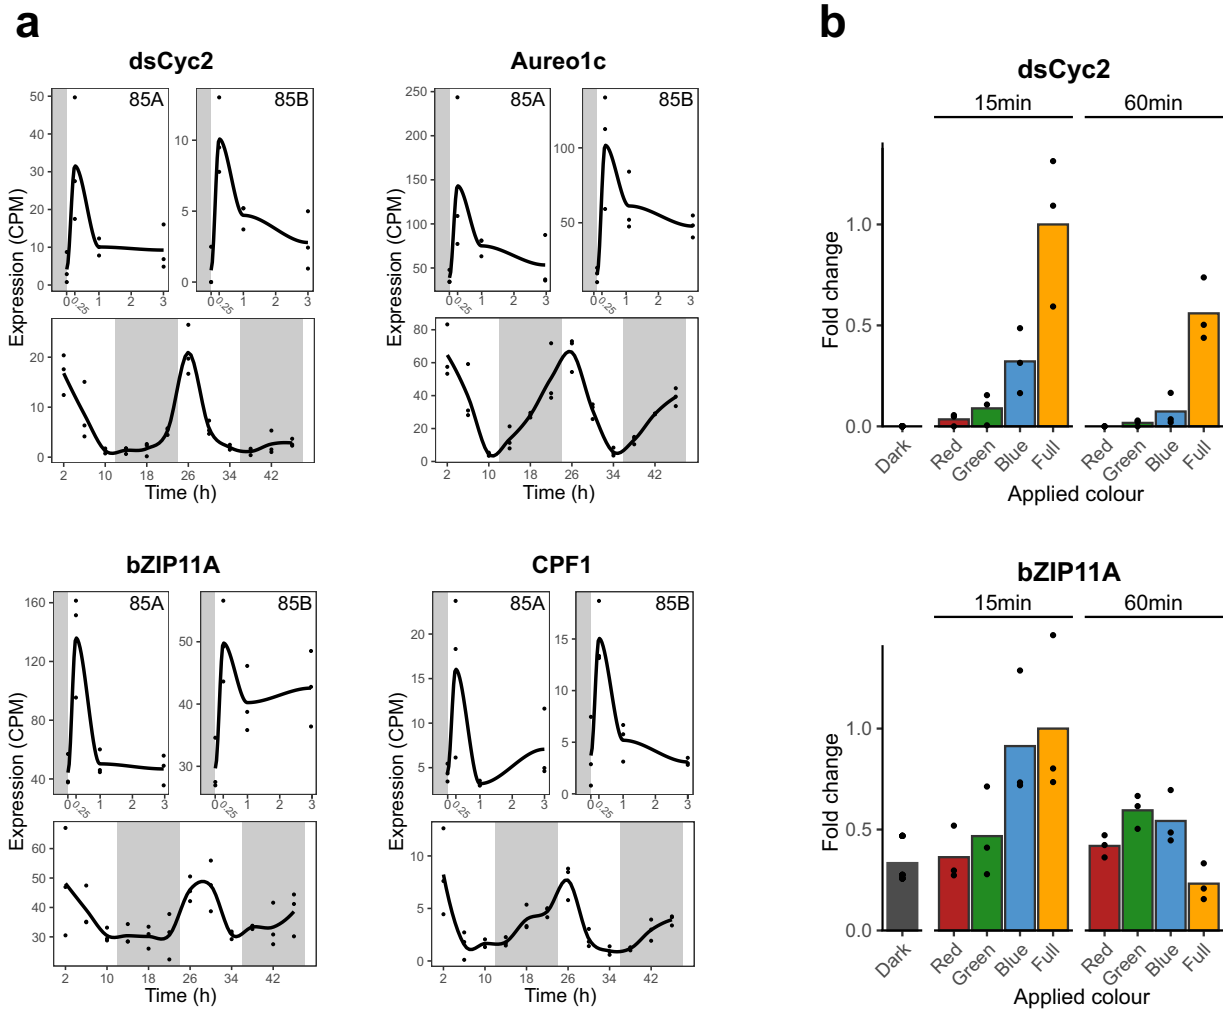 a
dsCyc2
85A
85B
Expression (CPM)
50
40
30
20
10
0
0 0.25 1 2 3
10
5
0
0 0.25 1 2 3
20
10
0
2 10 18 26 34 42
Time (h)
Aureo1c
85A
85B
Expression (CPM)
250
200
150
100
50
0 0.25 1 2 3
100
50
0 0.25 1 2 3
80
60
40
20
0
2 10 18 26 34 42
Time (h)
bZIP11A
85A
85B
Expression (CPM)
160
120
80
40
0 0.25 1 2 3
50
40
30
0 0.25 1 2 3
60
50
40
30
2 10 18 26 34 42
Time (h)
CPF1
85A
85B
Expression (CPM)
20
15
10
5
0 0.25 1 2 3
15
10
5
0
0 0.25 1 2 3
10
5
0
2 10 18 26 34 42
Time (h)
b
dsCyc2
15min 60min
Fold change
1.0
0.5
0.0
Dark Red Green Blue Full Red Green Blue Full
Applied colour
bZIP11A
15min 60min
Fold change
1.0
0.5
0.0
Dark Red Green Blue Full Red Green Blue Full
Applied colour